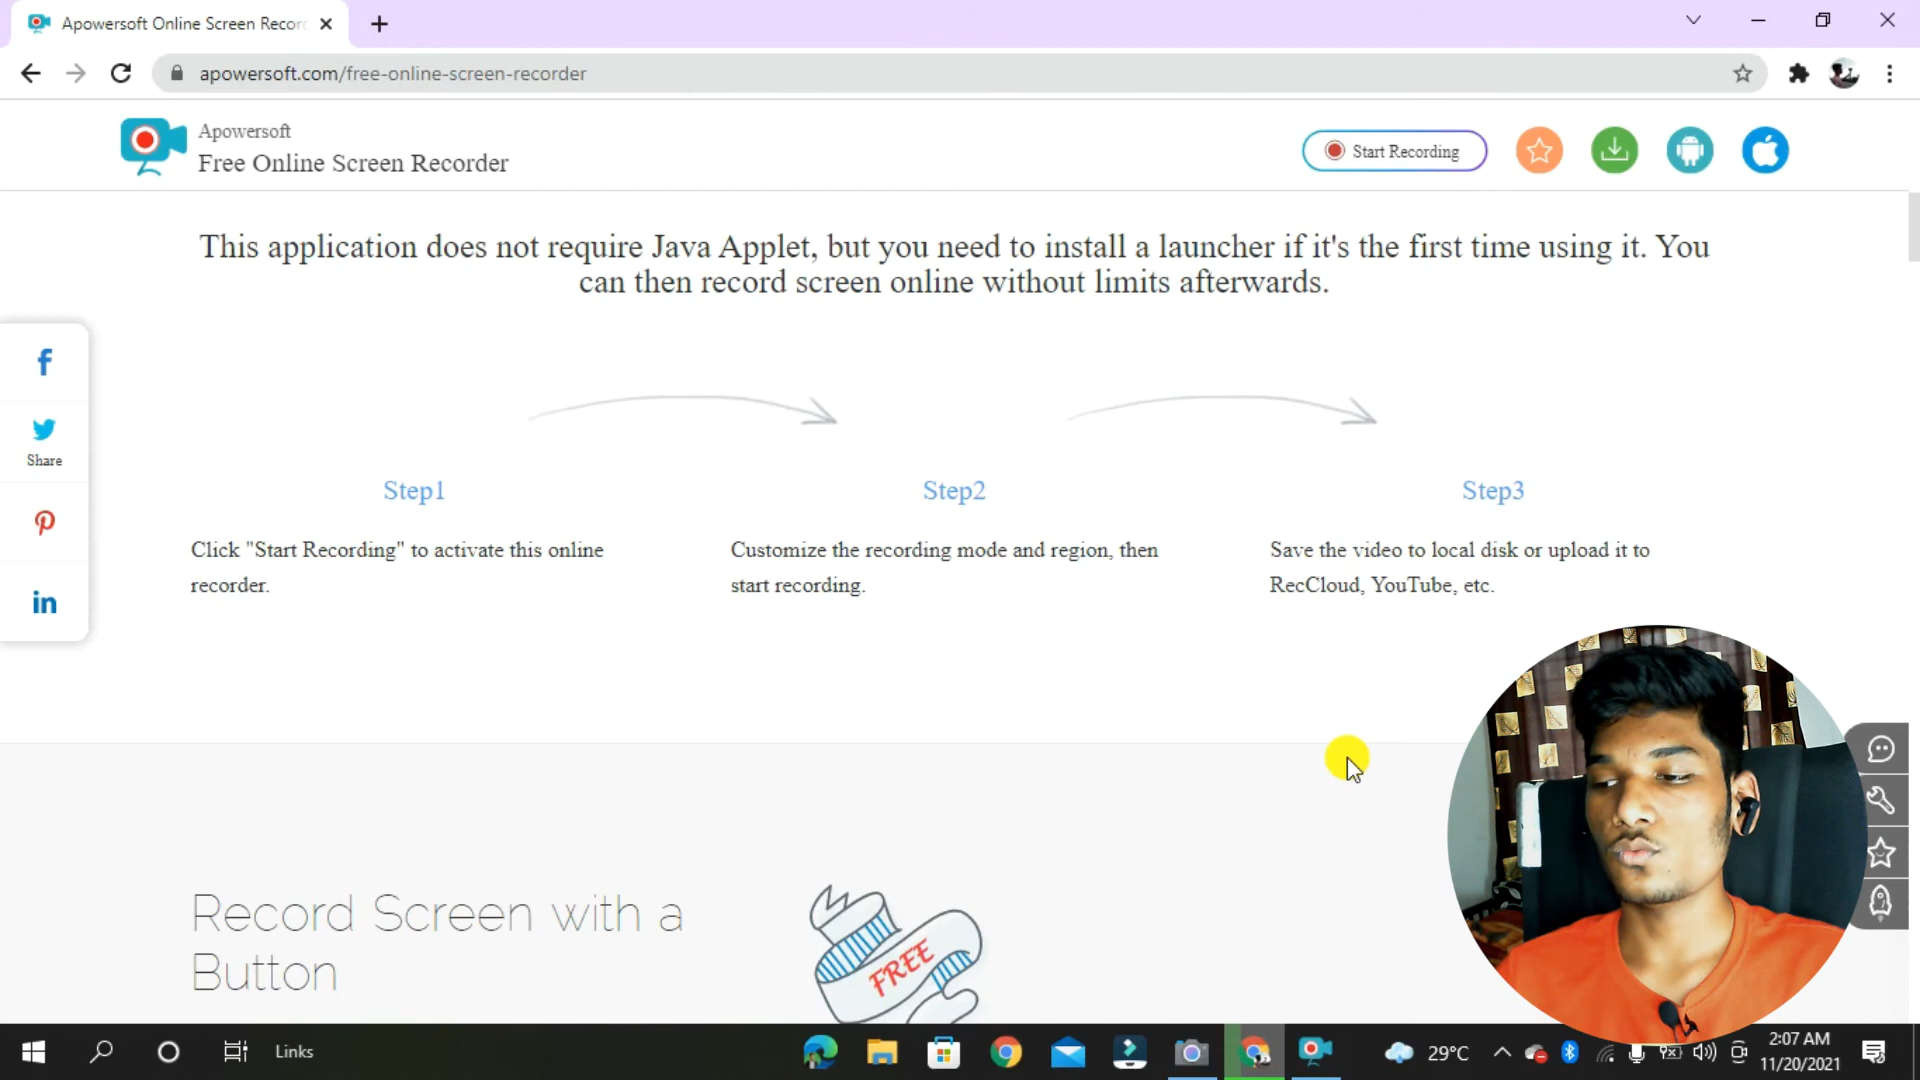 Apowersoft Online Screen Recor
apowersoft.com/free-online-screen-recorder
Apowersoft
Free Online Screen Recorder
Start Recording
This application does not require Java Applet, but you need to install a launcher if it's the first time using it. You
can then record screen online without limits afterwards.
Share
Step1
Click "Start Recording" to activate this online
recorder.
Step2
Customize the recording mode and region, then
start recording.
Step3
Save the video to local disk or upload it to
RecCloud, YouTube, etc.
Record Screen with a
Button
FREE
Links
29°C
2:07 AM
11/20/2021